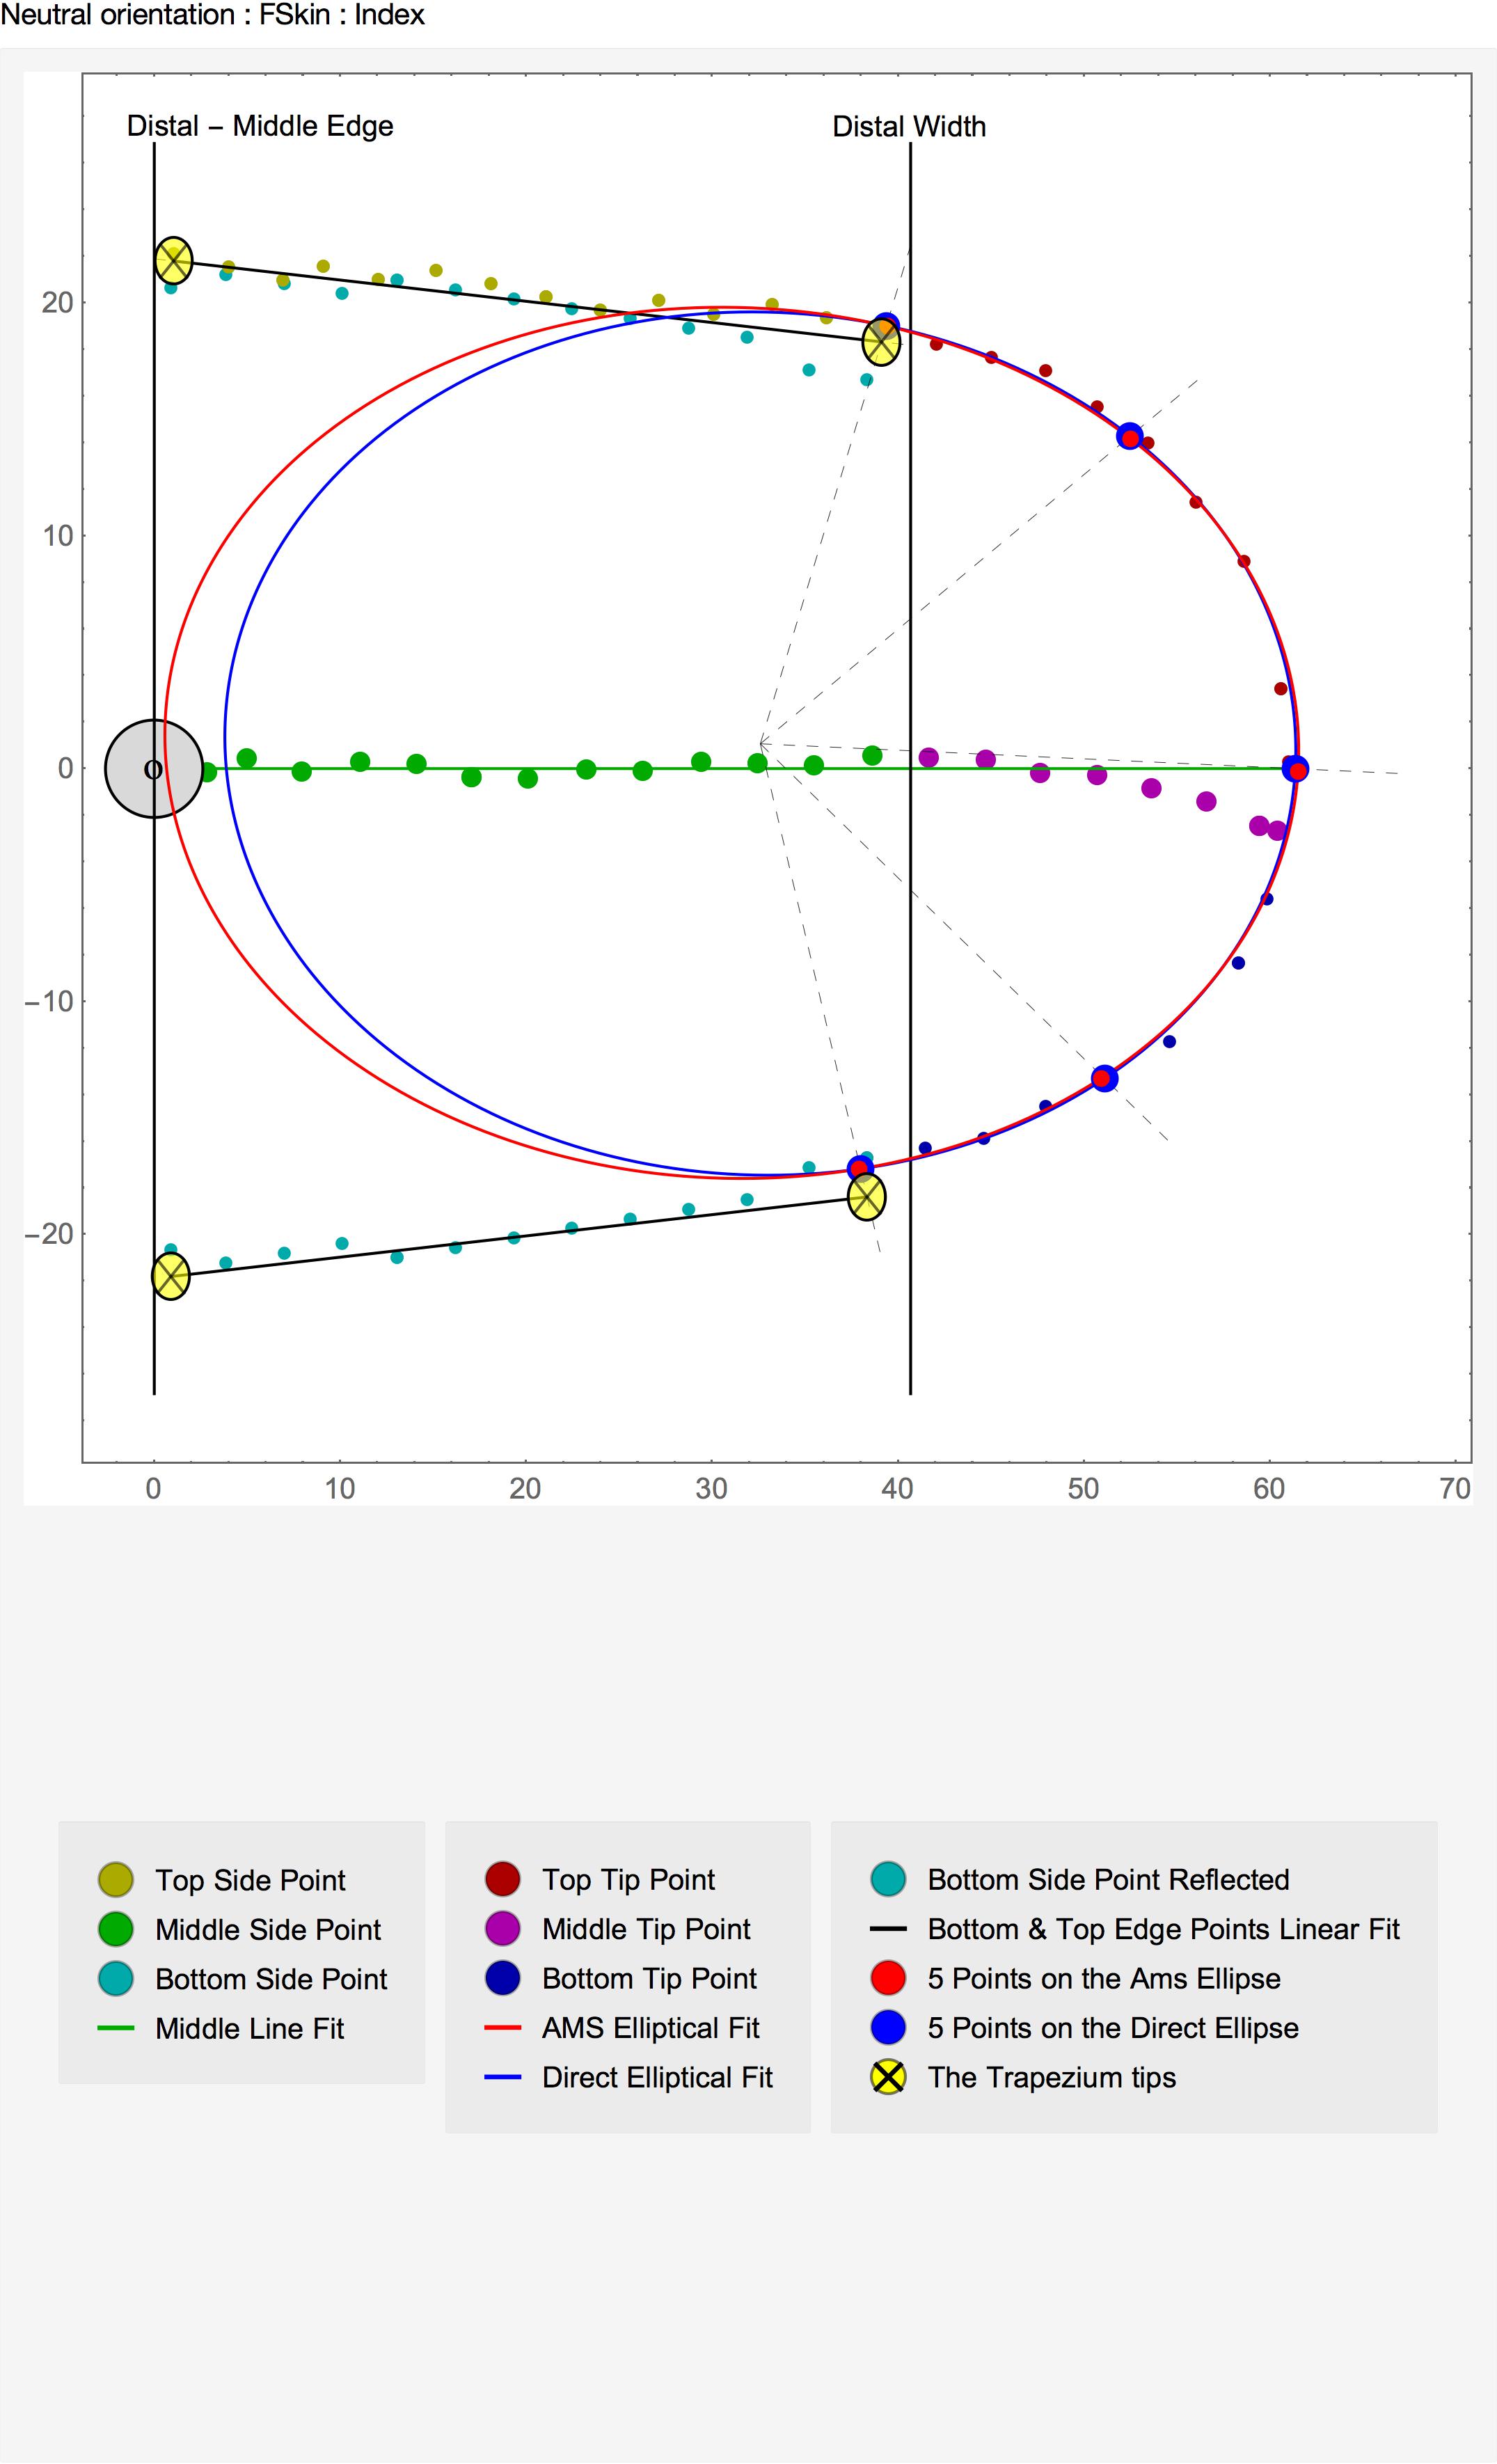 Neutral orientation : FSkin : Index
Distal – Middle Edge
Distal Width
20
10
0
O
–10
–20
0 10 20 30 40 50 60 70
Top Side Point
Middle Side Point
Bottom Side Point
Middle Line Fit
Top Tip Point
Middle Tip Point
Bottom Tip Point
AMS Elliptical Fit
Direct Elliptical Fit
Bottom Side Point Reflected
Bottom & Top Edge Points Linear Fit
5 Points on the Ams Ellipse
5 Points on the Direct Ellipse
The Trapezium tips